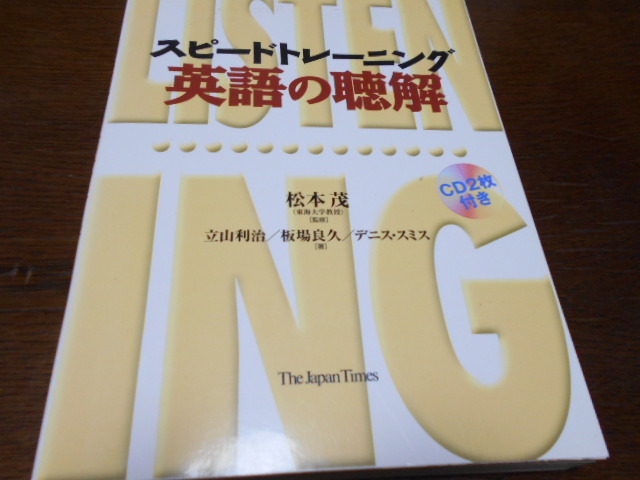 LISTEN
スピードトレーニング
英語の聴解
ING
CD2枚
付き
松本 茂
(東海大学教授)
[監修]
立山利治/板場良久/デニス・スミス
[著]
The Japan Times